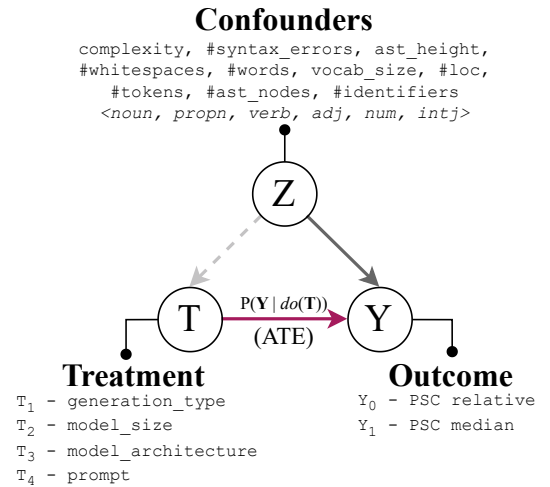 Confounders
complexity, #syntax_errors, ast_height,
#whitespaces, #words, vocab_size, #loc,
#tokens, #ast_nodes, #identifiers
<noun, propn, verb, adj, num, intj>
Z
T
P(Y | do(T))
(ATE)
Y
Treatment
T1 - generation_type
T2 - model_size
T3 - model_architecture
T4 - prompt
Outcome
Y0 - PSC relative
Y1 - PSC median